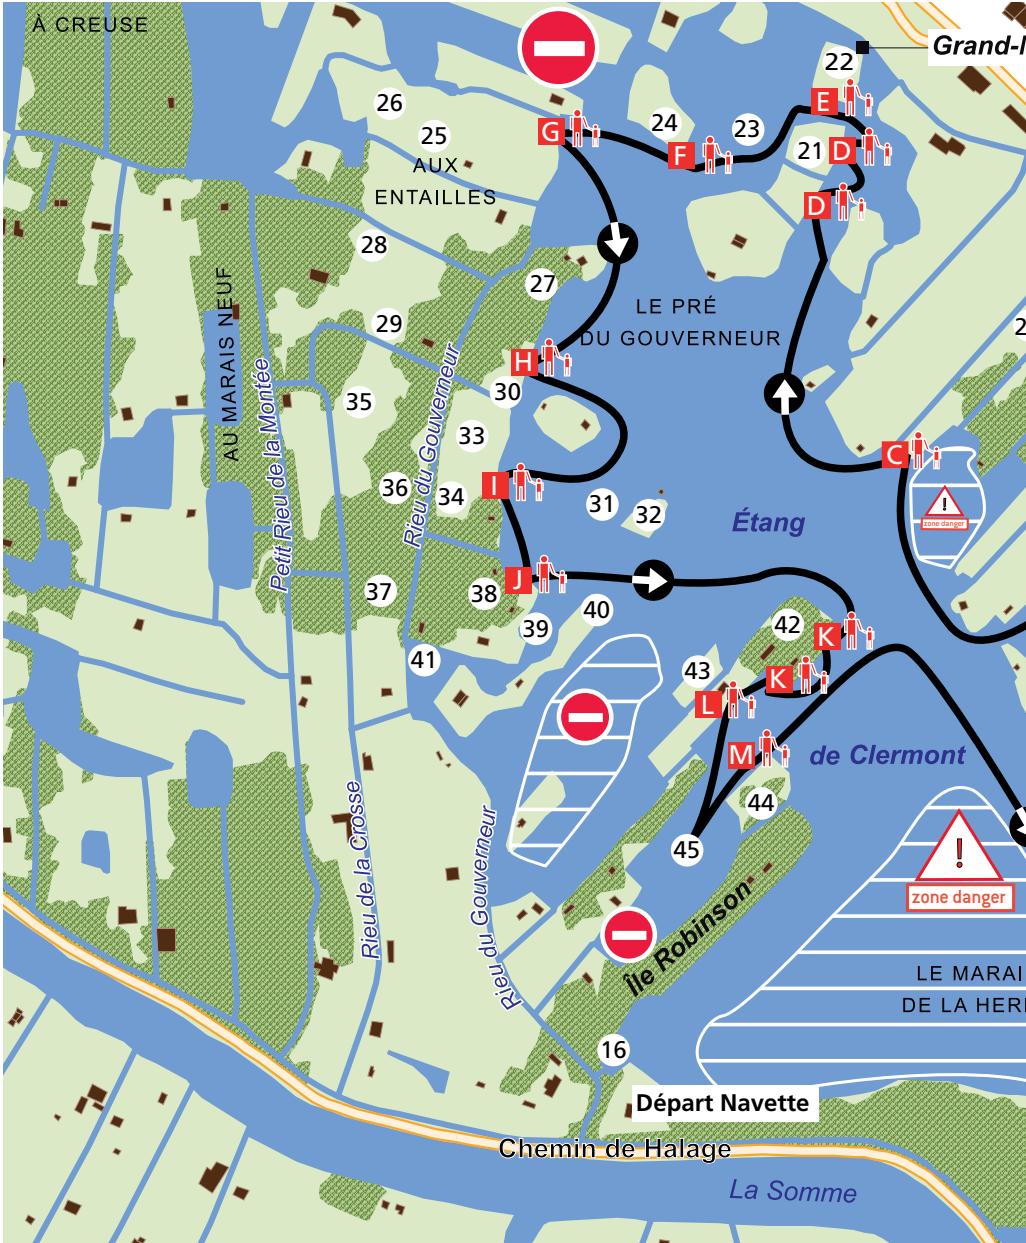 À CREUSE
Grand-
22
26
E
24
23
25
G
F
21
D
AUX
ENTAILLES
D
28
27
LE PRÉ
DU GOUVERNEUR
29
2
AU MARAIS NEUF
Petit Rieu de la Montée
Rieu du Gouverneur
H
30
35
33
C
36
34
I
31
32
Étang
!
zone danger
37
38
J
39
40
41
42
K
43
K
L
M
de Clermont
44
45
Rieu de la Crosse
Rieu du Gouverneur
!
zone danger
Île Robinson
LE MARAI
DE LA HER
16
Départ Navette
Chemin de Halage
La Somme